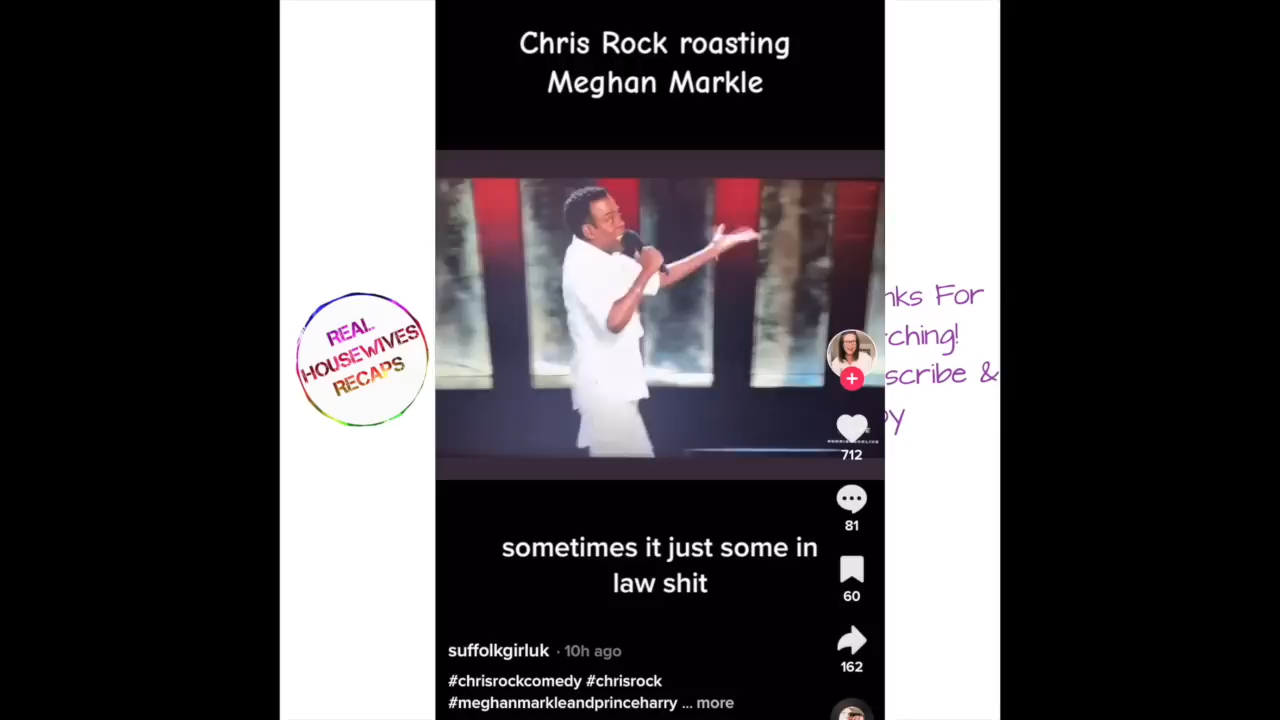 Chris Rock roasting
Meghan Markle
REAL
HOUSEWIVES
RECAPS
nks For
ching!
scribe &
712
81
sometimes it just some in
law shit
60
suffolkgirluk · 10h ago
162
#chrisrockcomedy #chrisrock
#meghanmarkleandprinceharry ... more